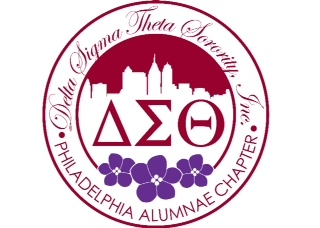 Delta Sigma Theta Sorority, Inc.
ΔΣΘ
• PHILADELPHIA ALUMNAE CHAPTER •